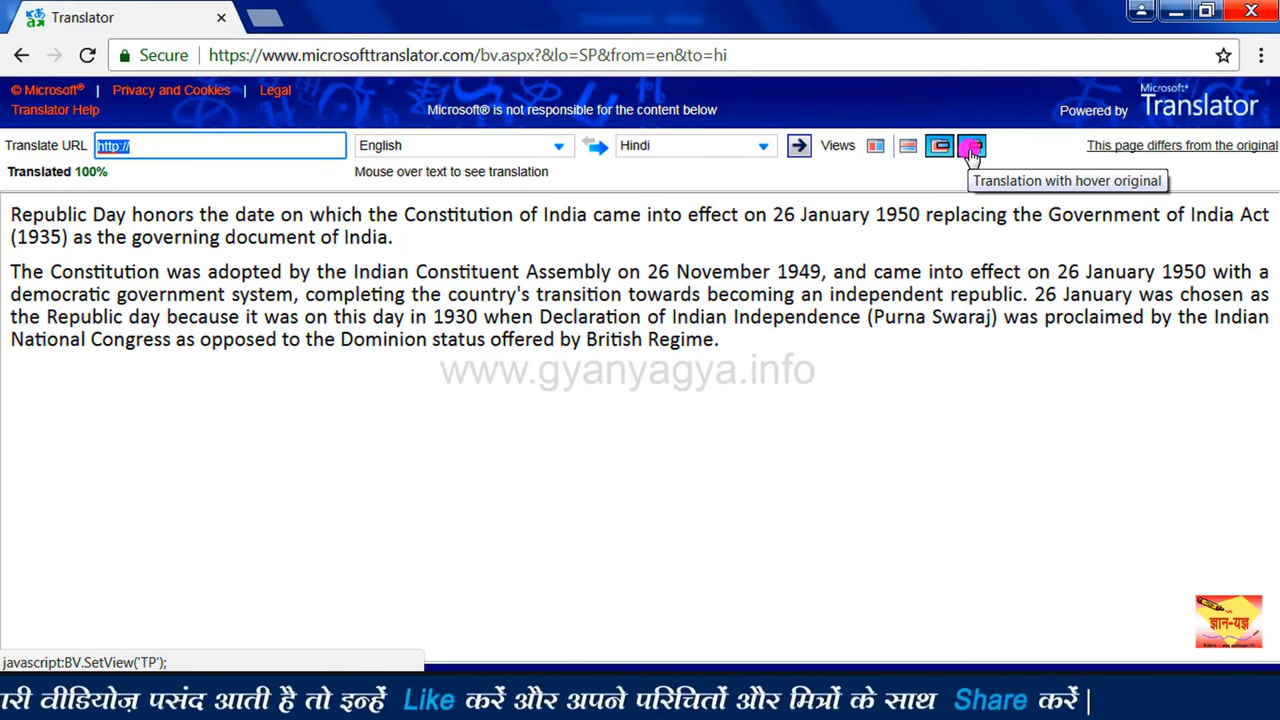 Translator
Secure
https://www.microsofttranslator.com/bv.aspx?&lo=SP&from=en&to=hi
© Microsoft® | Privacy and Cookies | Legal
Translator Help
Microsoft® is not responsible for the content below
Powered by
Microsoft®
Translator
Translate URL http:// English Hindi Views This page differs from the original
Translated 100% Mouse over text to see translation
Translation with hover original
Republic Day honors the date on which the Constitution of India came into effect on 26 January 1950 replacing the Government of India Act
(1935) as the governing document of India.
The Constitution was adopted by the Indian Constituent Assembly on 26 November 1949, and came into effect on 26 January 1950 with a
democratic government system, completing the country's transition towards becoming an independent republic. 26 January was chosen as
the Republic day because it was on this day in 1930 when Declaration of Indian Independence (Purna Swaraj) was proclaimed by the Indian
National Congress as opposed to the Dominion status offered by British Regime.
www.gyanyagya.info
ज्ञान-यज्ञ
javascript:BV.SetView('TP');
ारी वीडियोज़ पसंद आती है तो इन्हें Like करें और अपने परिचितों और मित्रों के साथ Share करें |